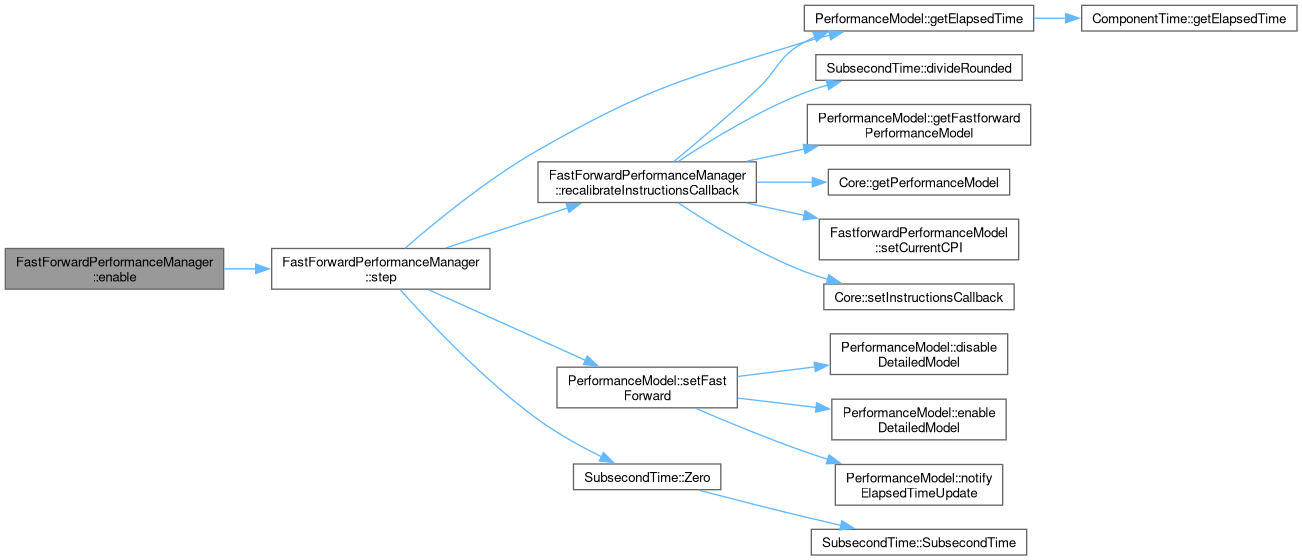 FastForwardPerformanceManager
::enable
FastForwardPerformanceManager
::step
PerformanceModel::getElapsedTime
ComponentTime::getElapsedTime
FastForwardPerformanceManager
::recalibrateInstructionsCallback
SubsecondTime::divideRounded
PerformanceModel::getFastforward
PerformanceModel
Core::getPerformanceModel
FastforwardPerformanceModel
::setCurrentCPI
Core::setInstructionsCallback
PerformanceModel::setFast
Forward
PerformanceModel::disable
DetailedModel
PerformanceModel::enable
DetailedModel
PerformanceModel::notify
ElapsedTimeUpdate
SubsecondTime::Zero
SubsecondTime::SubsecondTime